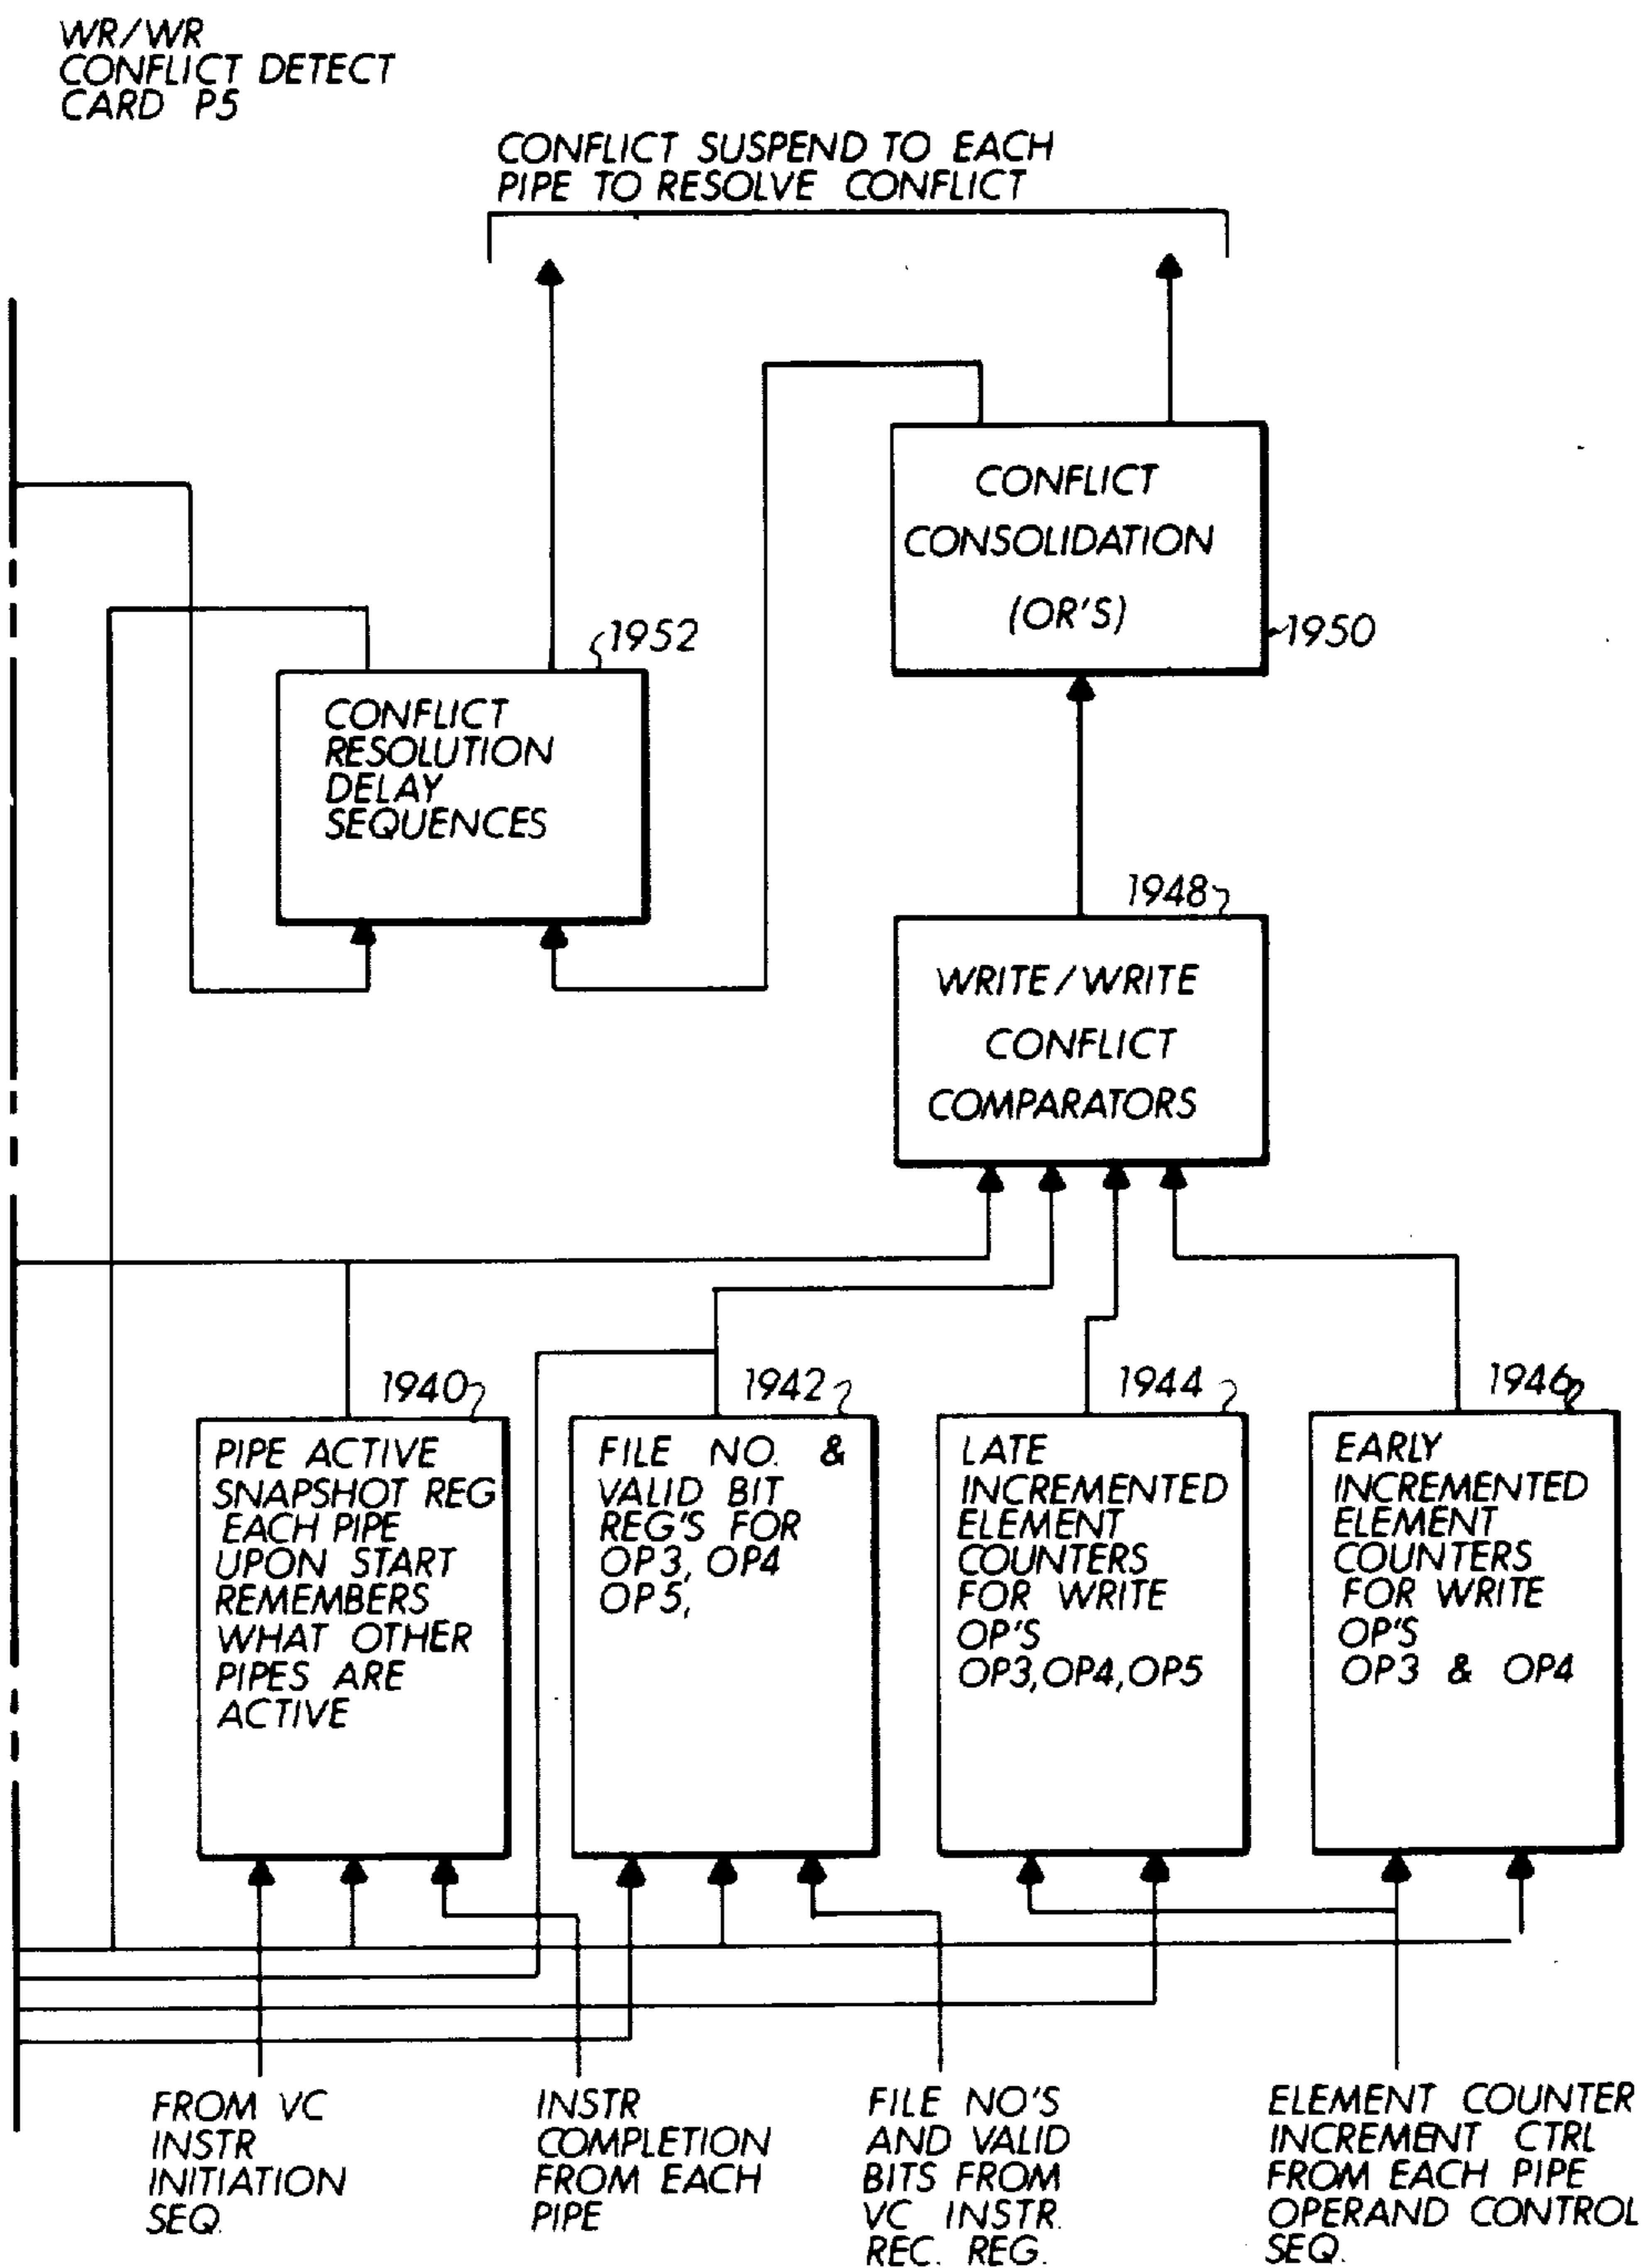 WR/WR
CONFLICT DETECT
CARD P5
CONFLICT SUSPEND TO EACH
PIPE TO RESOLVE CONFLICT
CONFLICT
CONSOLIDATION
(OR'S)
1950
1952
CONFLICT
RESOLUTION
DELAY
SEQUENCES
1948
WRITE/WRITE
CONFLICT
COMPARATORS
1940
PIPE ACTIVE
SNAPSHOT REG
EACH PIPE
UPON START
REMEMBERS
WHAT OTHER
PIPES ARE
ACTIVE
1942
FILE NO. &
VALID BIT
REG'S FOR
OP3, OP4
OP5,
1944
LATE
INCREMENTED
ELEMENT
COUNTERS
FOR WRITE
OP'S
OP3,OP4,OP5
1946
EARLY
INCREMENTED
ELEMENT
COUNTERS
FOR WRITE
OP'S
OP3 & OP4
FROM VC
INSTR
INITIATION
SEQ.
INSTR
COMPLETION
FROM EACH
PIPE
FILE NO'S
AND VALID
BITS FROM
VC INSTR.
REC. REG.
ELEMENT COUNTER
INCREMENT CTRL
FROM EACH PIPE
OPERAND CONTROL
SEQ.